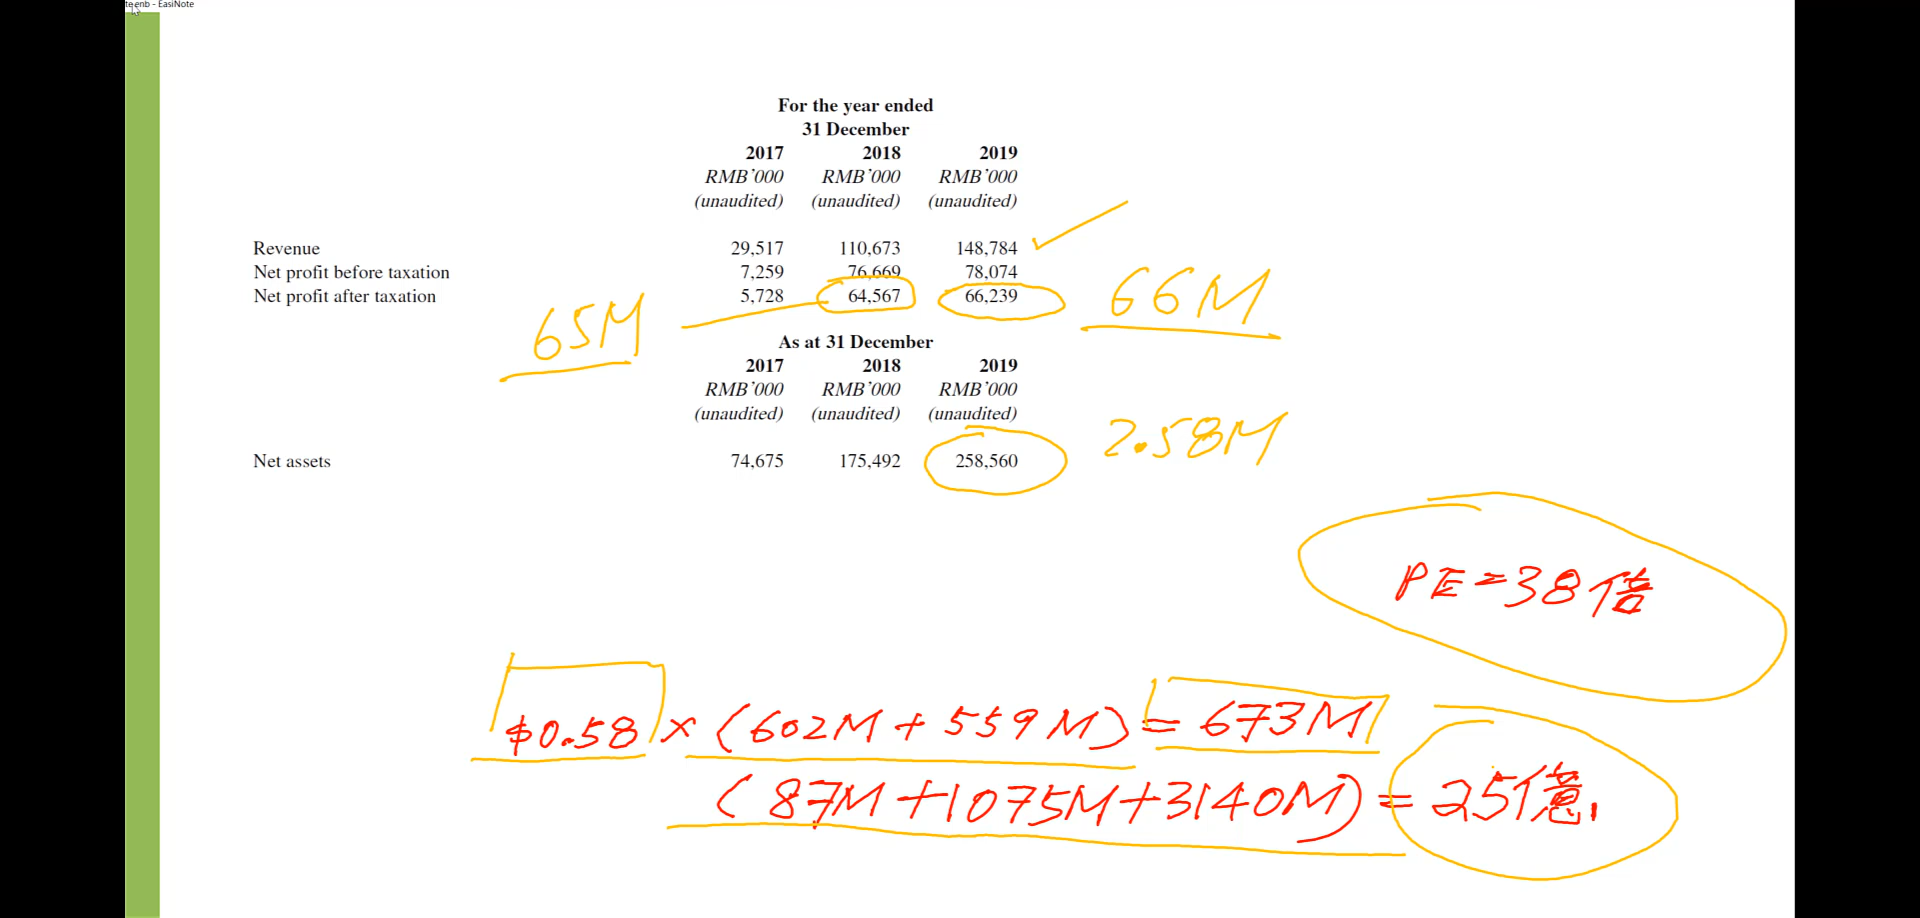 te.enb - EasiNote
For the year ended
31 December
2017 2018 2019
RMB'000 RMB'000 RMB'000
(unaudited) (unaudited) (unaudited)
Revenue 29,517 110,673 148,784
Net profit before taxation 7,259 76,669 78,074
Net profit after taxation 5,728 64,567 66,239
66M
65M
As at 31 December
2017 2018 2019
RMB'000 RMB'000 RMB'000
(unaudited) (unaudited) (unaudited)
2.58M
Net assets 74,675 175,492 258,560
PE=38倍
$0.58 × (602M + 559M) = 673M
(87M+1075M+3140M) = 25億